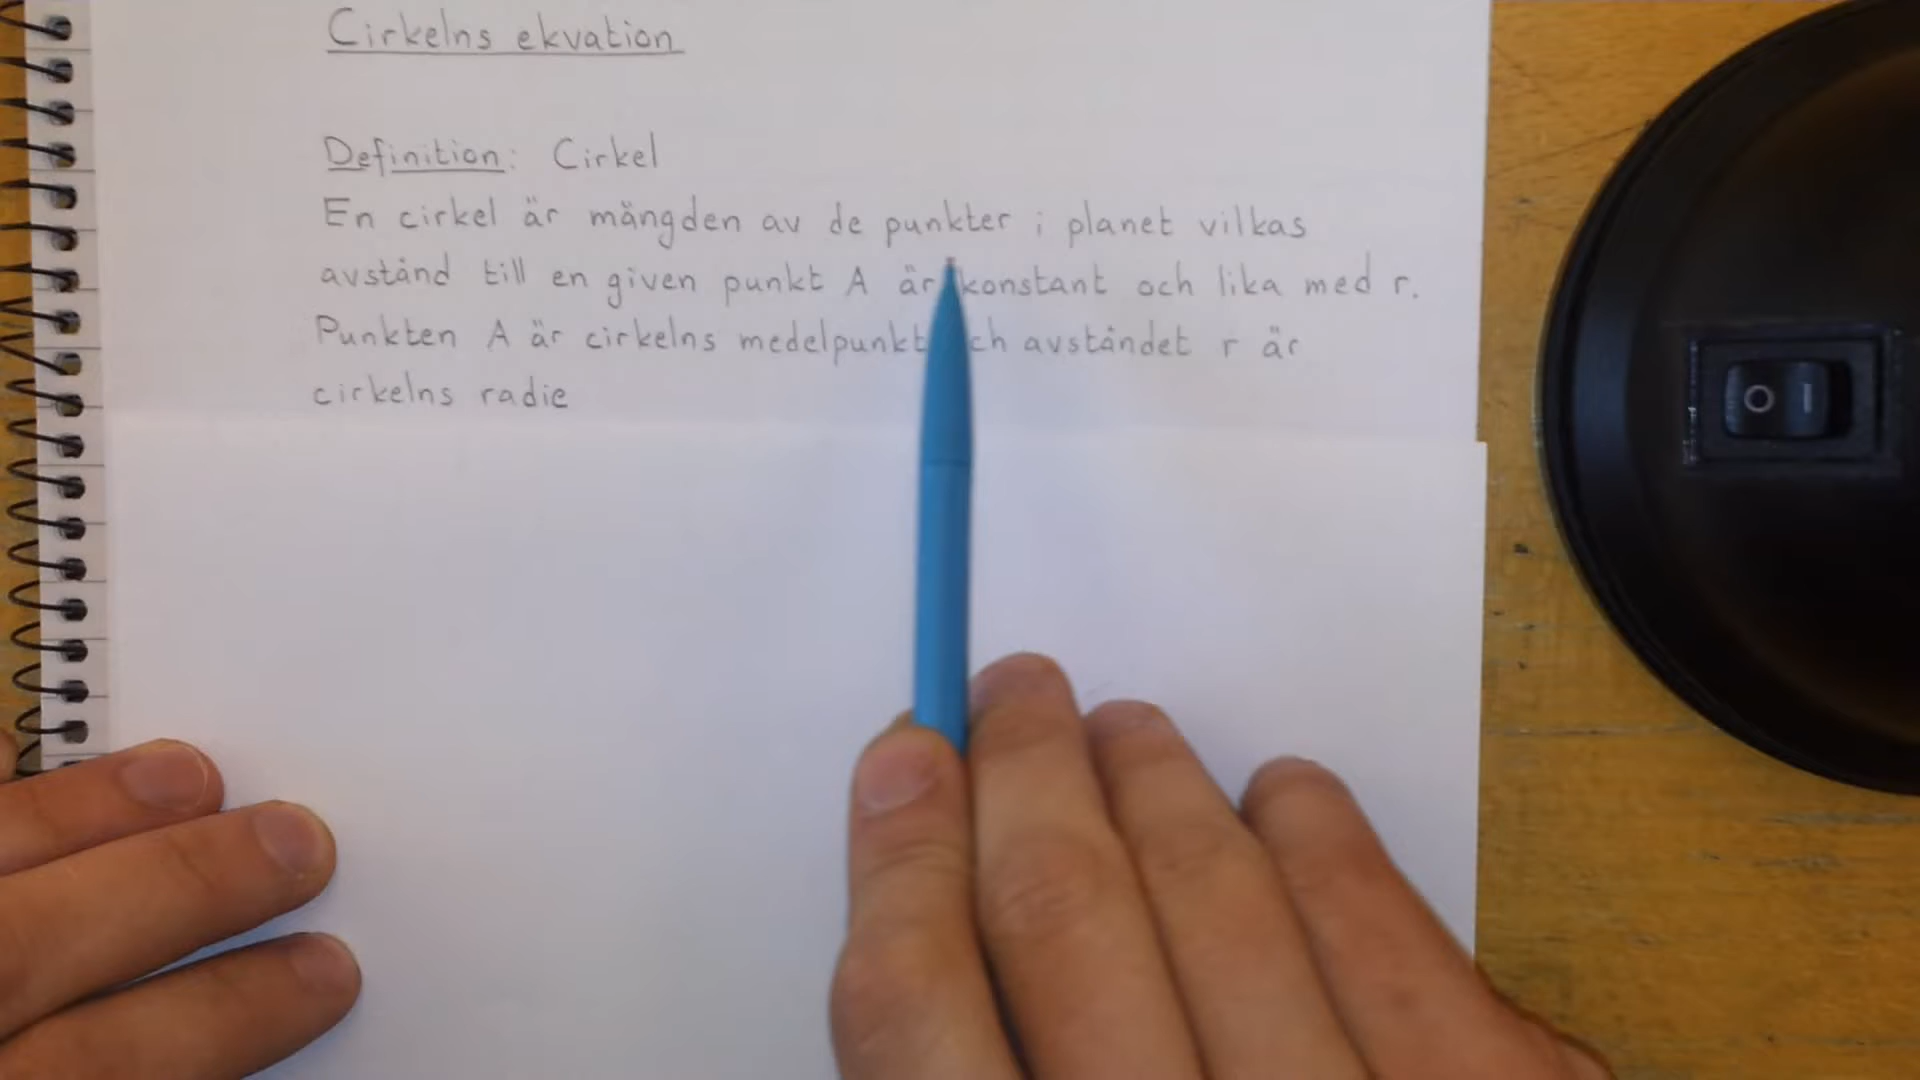 Cirkelns ekvation
Definition: Cirkel
En cirkel är mängden av de punkter i planet vilkas
avstånd till en given punkt A är konstant och lika med r.
Punkten A är cirkelns medelpunkt ch avståndet r är
cirkelns radie